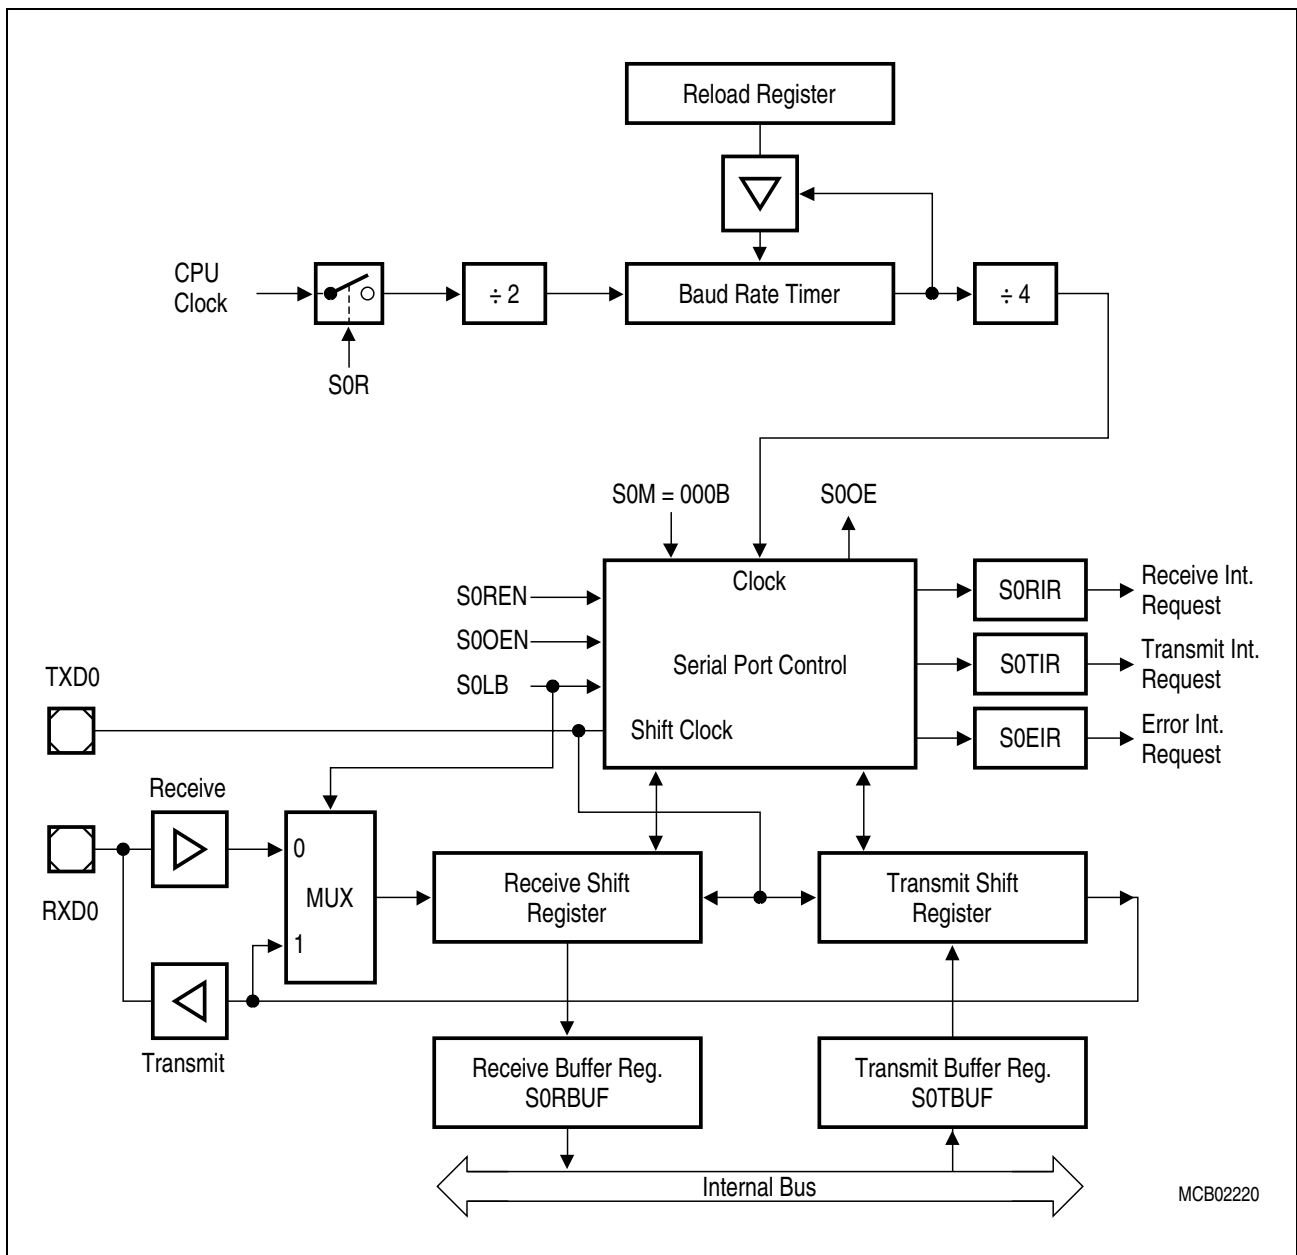 Reload Register
CPU
Clock
÷ 2
Baud Rate Timer
÷ 4
S0R
S0M = 000B
S0OE
Clock
S0REN
S0OEN
S0LB
Serial Port Control
Shift Clock
S0RIR
Receive Int.
Request
S0TIR
Transmit Int.
Request
S0EIR
Error Int.
Request
TXD0
RXD0
Receive
0
MUX
1
Transmit
Receive Shift
Register
Transmit Shift
Register
Receive Buffer Reg.
S0RBUF
Transmit Buffer Reg.
S0TBUF
Internal Bus
MCB02220